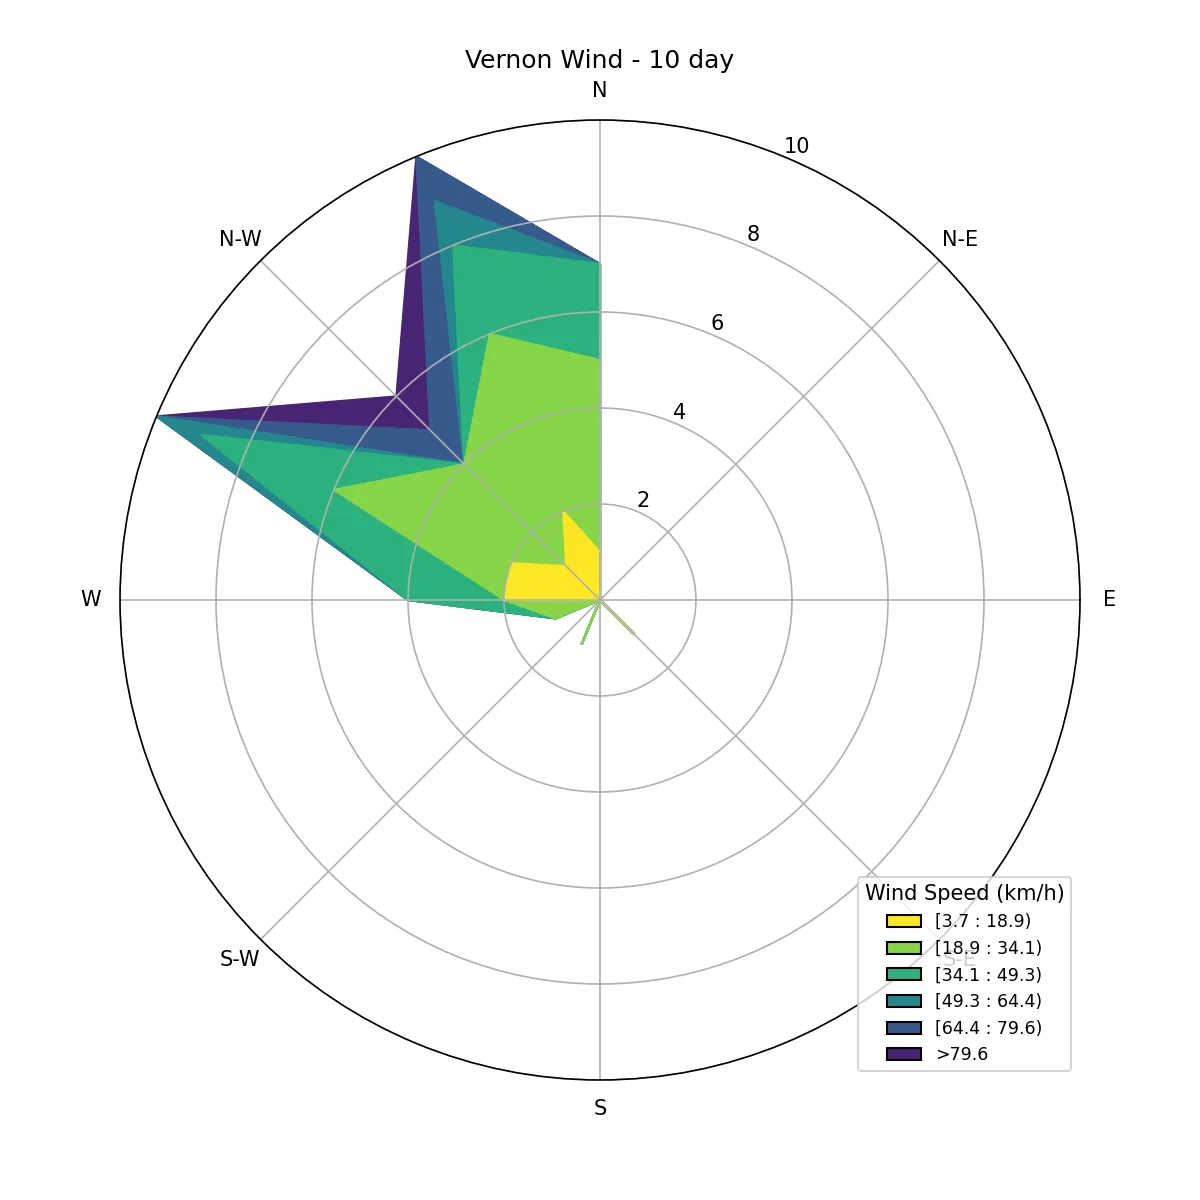 Vernon Wind - 10 day
N
10
N-W
8
N-E
6
4
2
W
E
Wind Speed (km/h)
[3.7 : 18.9)
[18.9 : 34.1)
S-W
S-E
[34.1 : 49.3)
[49.3 : 64.4)
[64.4 : 79.6)
>79.6
S